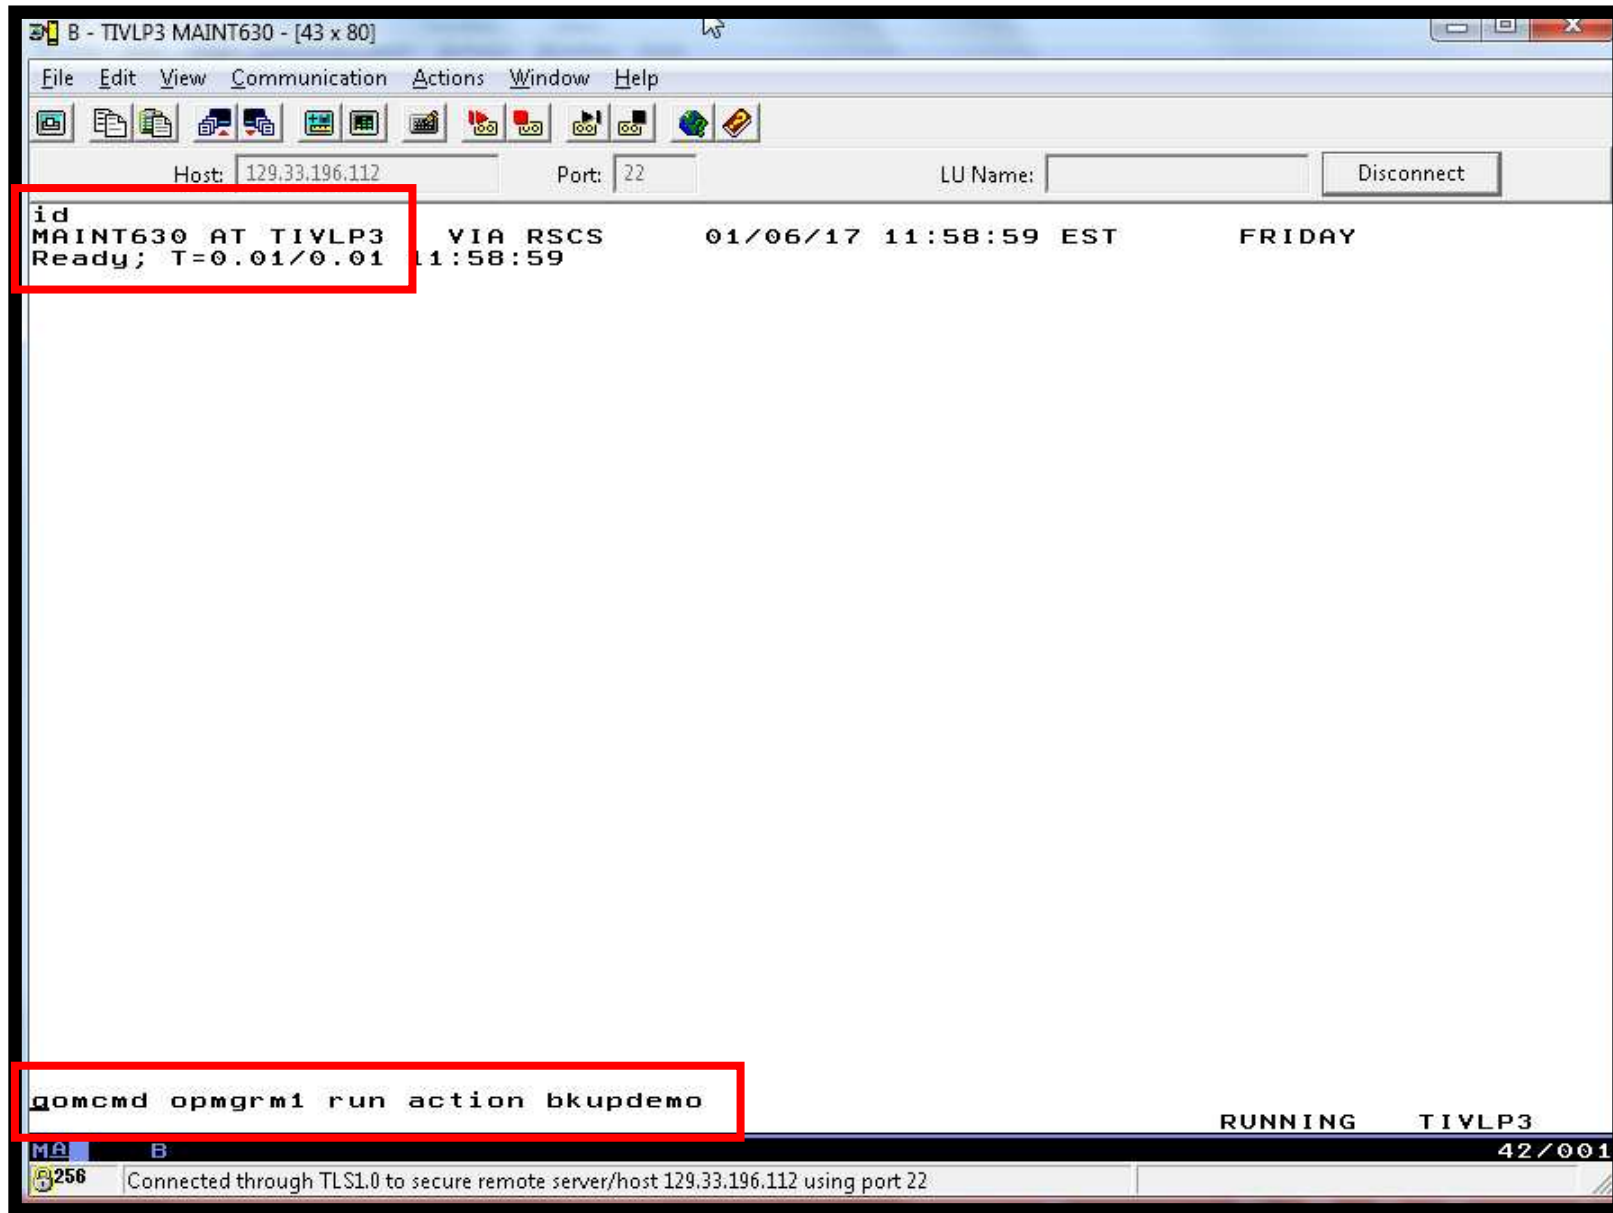 B - TIVLP3 MAINT630 - [43 x 80]
File Edit View Communication Actions Window Help
Host: 129.33.196.112 Port: 22 LU Name: Disconnect
id
MAINT630 AT TIVLP3 VIA RSCS 01/06/17 11:58:59 EST FRIDAY
Ready; T=0.01/0.01 11:58:59
gomcmd opmgrm1 run action bkupdemo
RUNNING TIVLP3
MA B 42/001
256 Connected through TLS1.0 to secure remote server/host 129.33.196.112 using port 22